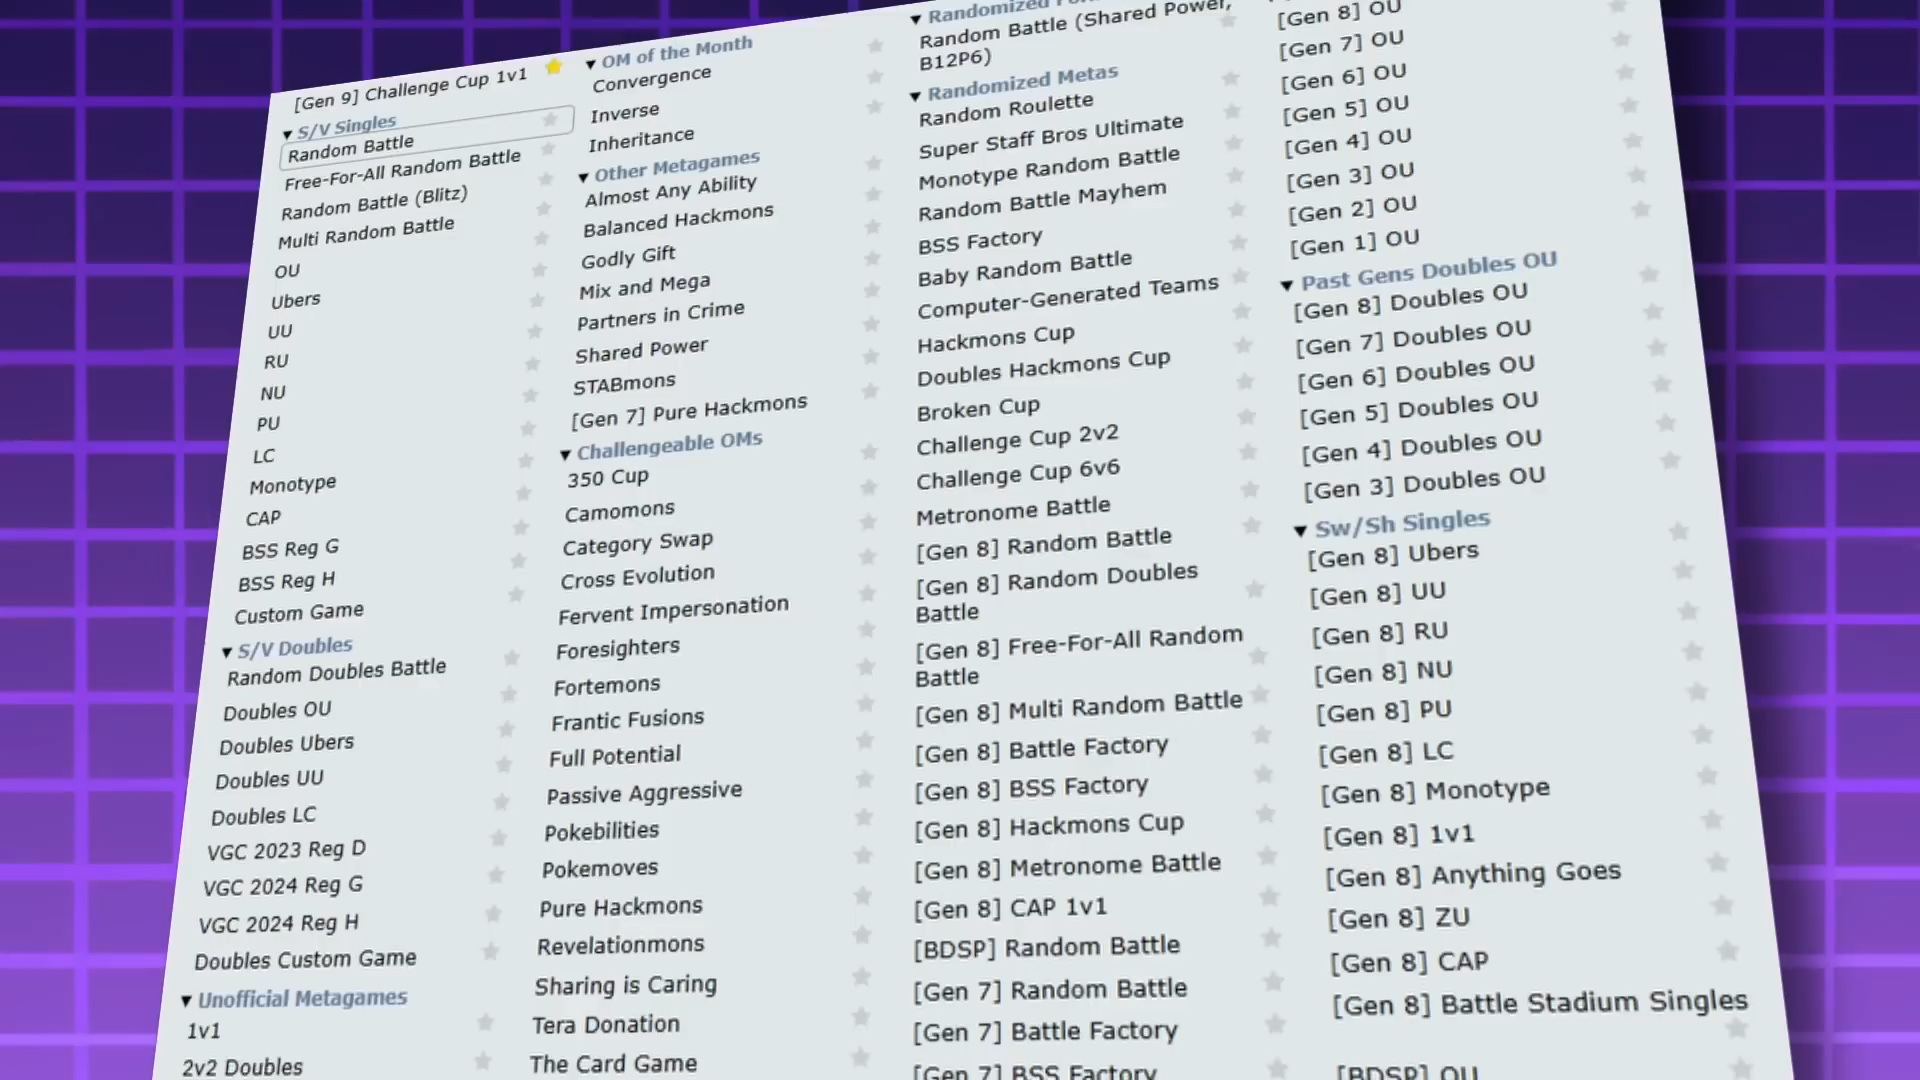 [Gen 9] Challenge Cup 1v1
S/V Singles
Random Battle
Free-For-All Random Battle
Random Battle (Blitz)
Multi Random Battle
OU
Ubers
UU
RU
NU
PU
LC
Monotype
CAP
BSS Reg G
BSS Reg H
Custom Game
S/V Doubles
Random Doubles Battle
Doubles OU
Doubles Ubers
Doubles UU
Doubles LC
VGC 2023 Reg D
VGC 2024 Reg G
VGC 2024 Reg H
Doubles Custom Game
Unofficial Metagames
1v1
2v2 Doubles
OM of the Month
Convergence
Inverse
Inheritance
Other Metagames
Almost Any Ability
Balanced Hackmons
Godly Gift
Mix and Mega
Partners in Crime
Shared Power
STABmons
[Gen 7] Pure Hackmons
Challengeable OMs
350 Cup
Camomons
Category Swap
Cross Evolution
Fervent Impersonation
Foresighters
Fortemons
Frantic Fusions
Full Potential
Passive Aggressive
Pokebilities
Pokemoves
Pure Hackmons
Revelationmons
Sharing is Caring
Tera Donation
The Card Game
Randomized
Random Battle (Shared Power,
B12P6)
Randomized Metas
Random Roulette
Super Staff Bros Ultimate
Monotype Random Battle
Random Battle Mayhem
BSS Factory
Baby Random Battle
Computer-Generated Teams
Hackmons Cup
Doubles Hackmons Cup
Broken Cup
Challenge Cup 2v2
Challenge Cup 6v6
Metronome Battle
[Gen 8] Random Battle
[Gen 8] Random Doubles
Battle
[Gen 8] Free-For-All Random
Battle
[Gen 8] Multi Random Battle
[Gen 8] Battle Factory
[Gen 8] BSS Factory
[Gen 8] Hackmons Cup
[Gen 8] Metronome Battle
[Gen 8] CAP 1v1
[BDSP] Random Battle
[Gen 7] Random Battle
[Gen 7] Battle Factory
[Gen 7] BSS Factory
[Gen 8] OU
[Gen 7] OU
[Gen 6] OU
[Gen 5] OU
[Gen 4] OU
[Gen 3] OU
[Gen 2] OU
[Gen 1] OU
Past Gens Doubles OU
[Gen 8] Doubles OU
[Gen 7] Doubles OU
[Gen 6] Doubles OU
[Gen 5] Doubles OU
[Gen 4] Doubles OU
[Gen 3] Doubles OU
Sw/Sh Singles
[Gen 8] Ubers
[Gen 8] UU
[Gen 8] RU
[Gen 8] NU
[Gen 8] PU
[Gen 8] LC
[Gen 8] Monotype
[Gen 8] 1v1
[Gen 8] Anything Goes
[Gen 8] ZU
[Gen 8] CAP
[Gen 8] Battle Stadium Singles
[BDSP] OU